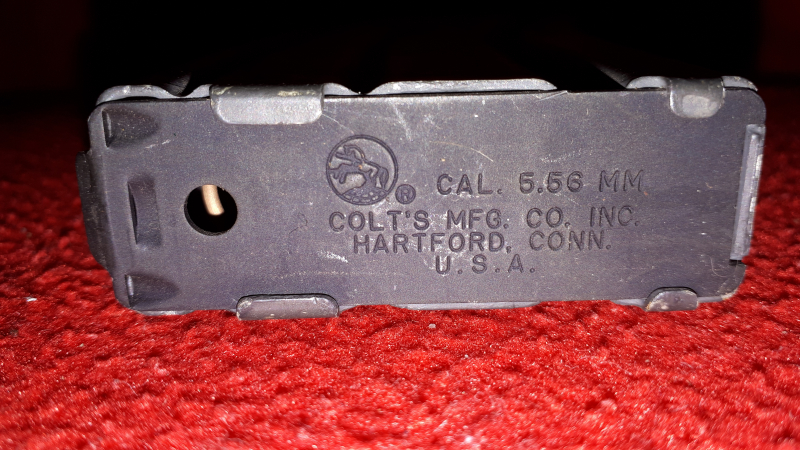 ® CAL. 5.56 MM
COLT'S MFG. CO. INC.
HARTFORD, CONN.
U.S.A.